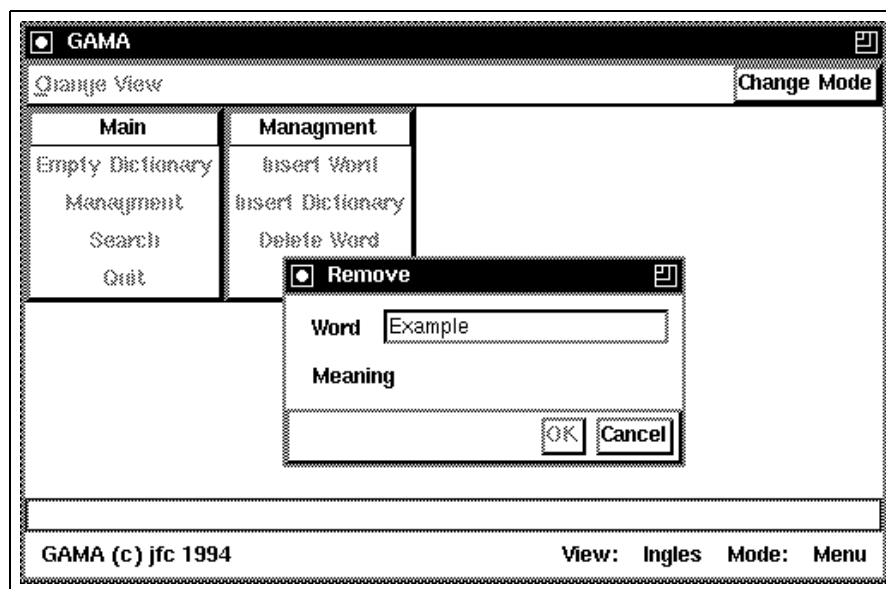 GAMA
Change View
Change Mode
Main
Empty Dictionary
Managment
Search
Quit
Managment
Insert Word
Insert Dictionary
Delete Word
Remove
Word Example
Meaning
OK Cancel
GAMA (c) jfc 1994 View: Ingles Mode: Menu